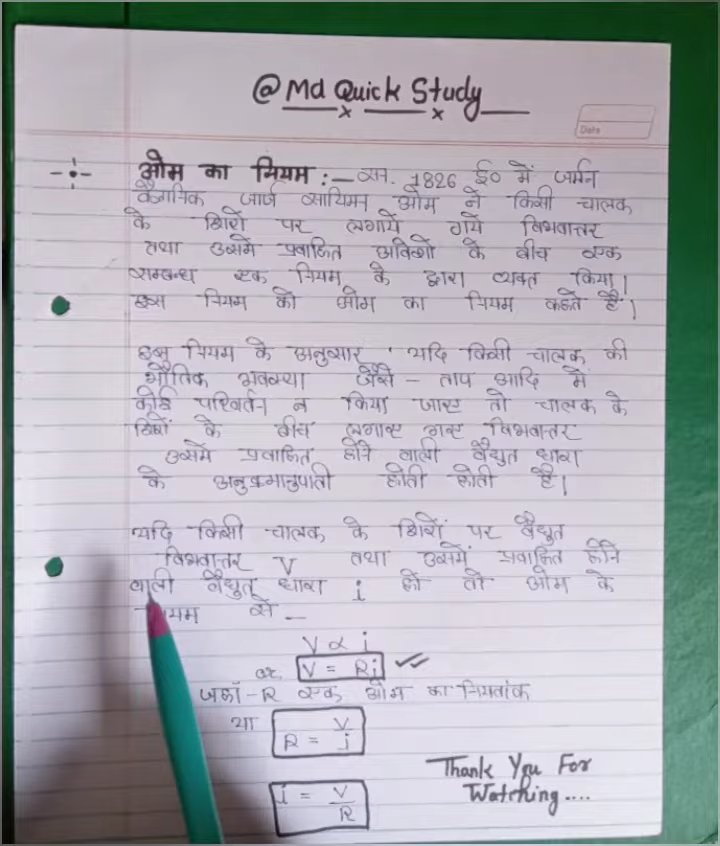 @ Md Quick Study
Date
ओम का नियम :- सन. 1826 ई० में जर्मन
वैज्ञानिक जार्ज सायिमन ओम ने किसी चालक
के शिरो पर लगाये गये विभवान्तर
तथा उसमें प्रवाहित आवेशो के बीच एक
सम्बन्ध एक नियम के द्वारा व्यक्त किया।
इस नियम को ओम का नियम कहते है।
इस नियम के अनुसार ' यदि किसी चालक की
भौतिक अवस्था जैसे - ताप आदि में
कोई परिवर्तन न किया जाए तो चालक के
शिरों के बीच लगाए गए विभवान्तर
उसमें प्रवाहित होने वाली वैधुत धारा
के अनुक्रमानुपाती होती होती है।
यदि किसी चालक के शिरों पर वैधुत
विभवान्तर V तथा उसमें प्रवाहित होने
वाली वैधुत धारा i हो तो ओम के
नियम से -
V ∝ i
or V = Ri
जहाँ - R एक ओम का नियतांक
या R = V/i
i = V/R
Thank You For
Watching....